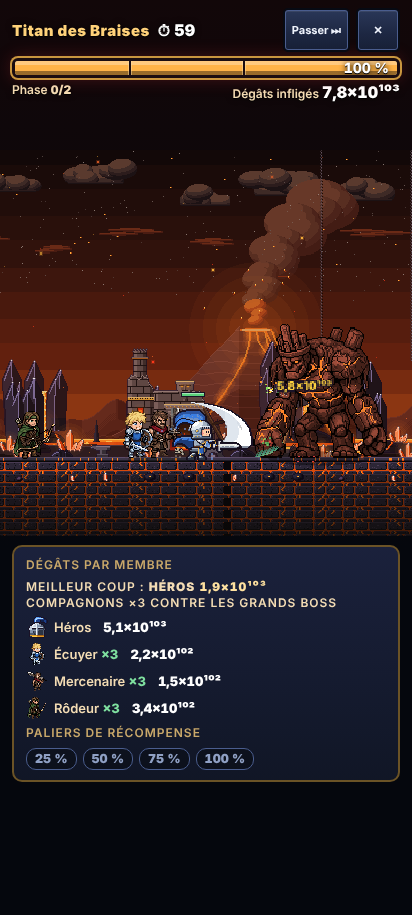 Titan des Braises ⏱ 59
Passer ⏭
✕
100 %
Phase 0/2
Dégâts infligés 7,8×10¹⁰³
5,8×10¹⁰³
DÉGÂTS PAR MEMBRE
MEILLEUR COUP : HÉROS 1,9×10¹⁰³
COMPAGNONS ×3 CONTRE LES GRANDS BOSS
Héros 5,1×10¹⁰³
Écuyer ×3 2,2×10¹⁰²
Mercenaire ×3 1,5×10¹⁰²
Rôdeur ×3 3,4×10¹⁰²
PALIERS DE RÉCOMPENSE
25 % 50 % 75 % 100 %